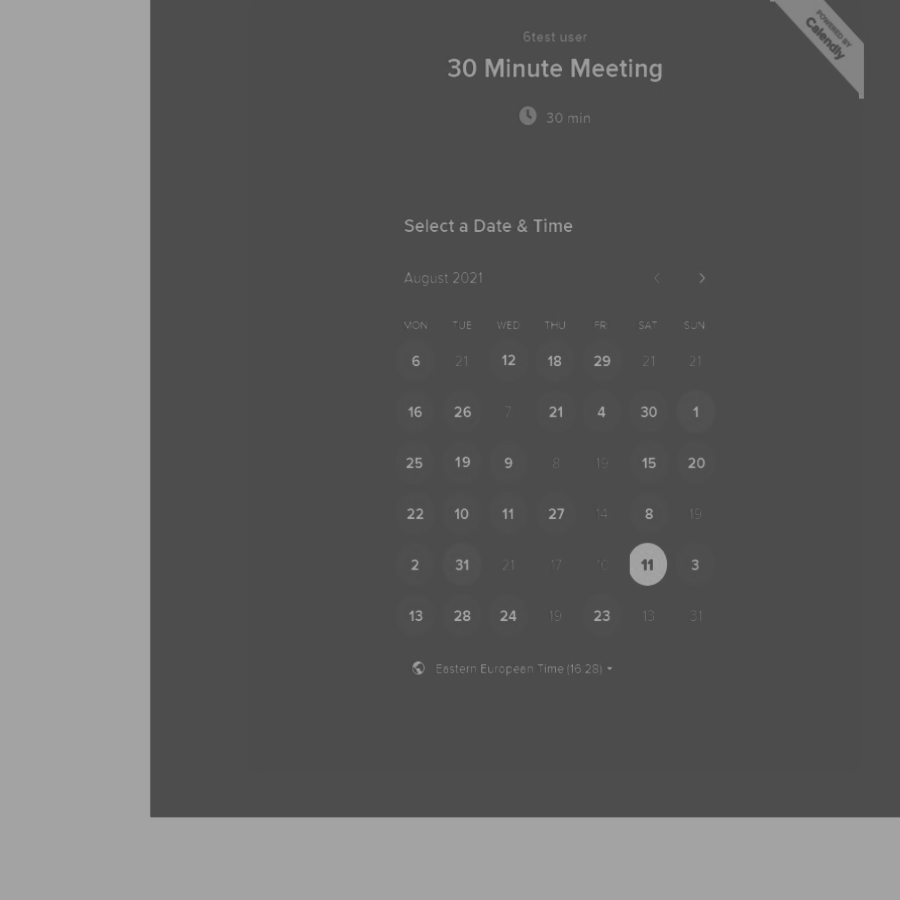 POWERED BY
Calendly
6test user
30 Minute Meeting
30 min
Select a Date & Time
August 2021
MON TUE WED THU FRI SAT SUN
6 21 12 18 29 21 21
16 26 7 21 4 30 1
25 19 9 8 19 15 20
22 10 11 27 14 8 19
2 31 21 17 10 11 3
13 28 24 19 23 13 31
Eastern European Time (16:28)